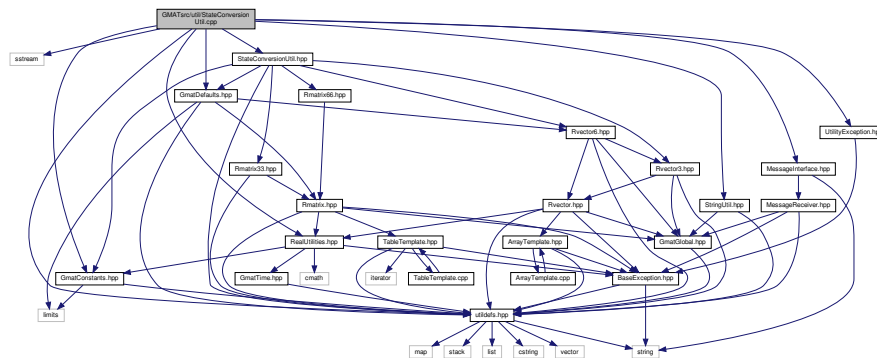 GMATsrc/util/StateConversion
Util.cpp
sstream
StateConversionUtil.hpp
GmatDefaults.hpp
Rmatrix66.hpp
Rvector6.hpp
UtilityException.hp
Rmatrix33.hpp
Rvector3.hpp
MessageInterface.hpp
Rmatrix.hpp
Rvector.hpp
StringUtil.hpp
MessageReceiver.hpp
RealUtilities.hpp
TableTemplate.hpp
ArrayTemplate.hpp
GmatGlobal.hpp
GmatConstants.hpp
GmatTime.hpp
cmath
iterator
TableTemplate.cpp
ArrayTemplate.cpp
BaseException.hpp
limits
utildefs.hpp
map
stack
list
cstring
vector
string